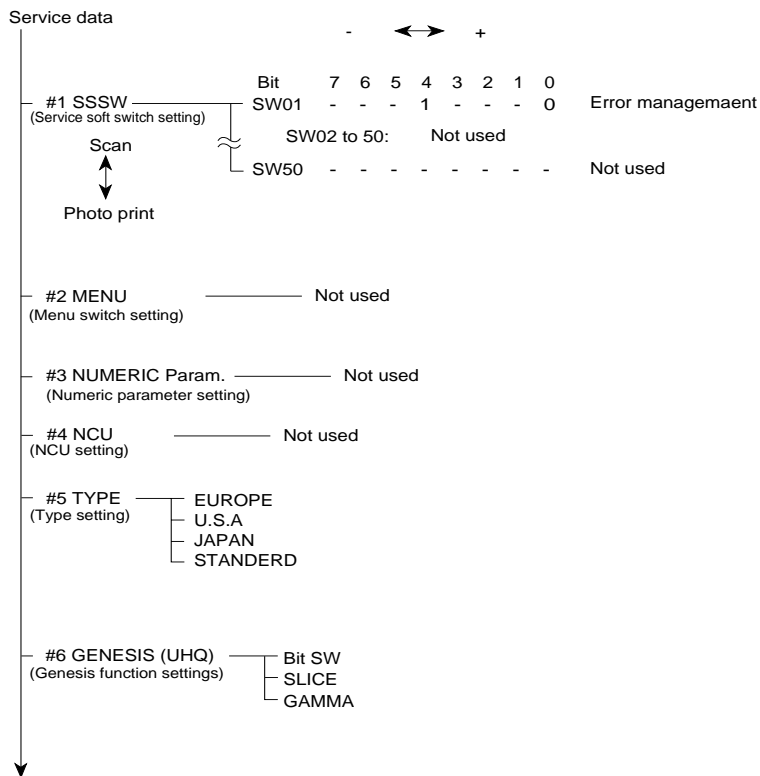 Service data
- +
Bit 7 6 5 4 3 2 1 0
#1 SSSW SW01 - - - 1 - - - 0 Error managemaent
(Service soft switch setting)
SW02 to 50: Not used
Scan
SW50 - - - - - - - - Not used
Photo print
#2 MENU Not used
(Menu switch setting)
#3 NUMERIC Param. Not used
(Numeric parameter setting)
#4 NCU Not used
(NCU setting)
#5 TYPE EUROPE
(Type setting) U.S.A
JAPAN
STANDERD
#6 GENESIS (UHQ) Bit SW
(Genesis function settings) SLICE
GAMMA